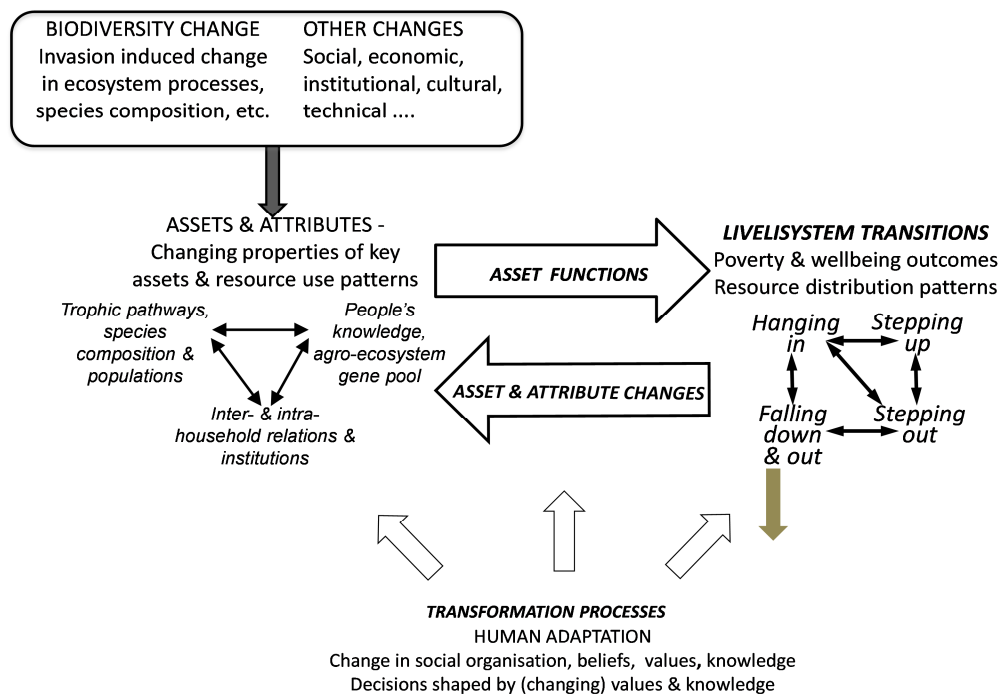 BIODIVERSITY CHANGE
Invasion induced change
in ecosystem processes,
species composition, etc.
OTHER CHANGES
Social, economic,
institutional, cultural,
technical ....
ASSETS & ATTRIBUTES -
Changing properties of key
assets & resource use patterns
Trophic pathways,
species
composition &
populations
People's
knowledge,
agro-ecosystem
gene pool
Inter- & intra-
household relations &
institutions
ASSET FUNCTIONS
ASSET & ATTRIBUTE CHANGES
LIVELISYSTEM TRANSITIONS
Poverty & wellbeing outcomes
Resource distribution patterns
Hanging
in
Stepping
up
Falling
down
& out
Stepping
out
TRANSFORMATION PROCESSES
HUMAN ADAPTATION
Change in social organisation, beliefs, values, knowledge
Decisions shaped by (changing) values & knowledge